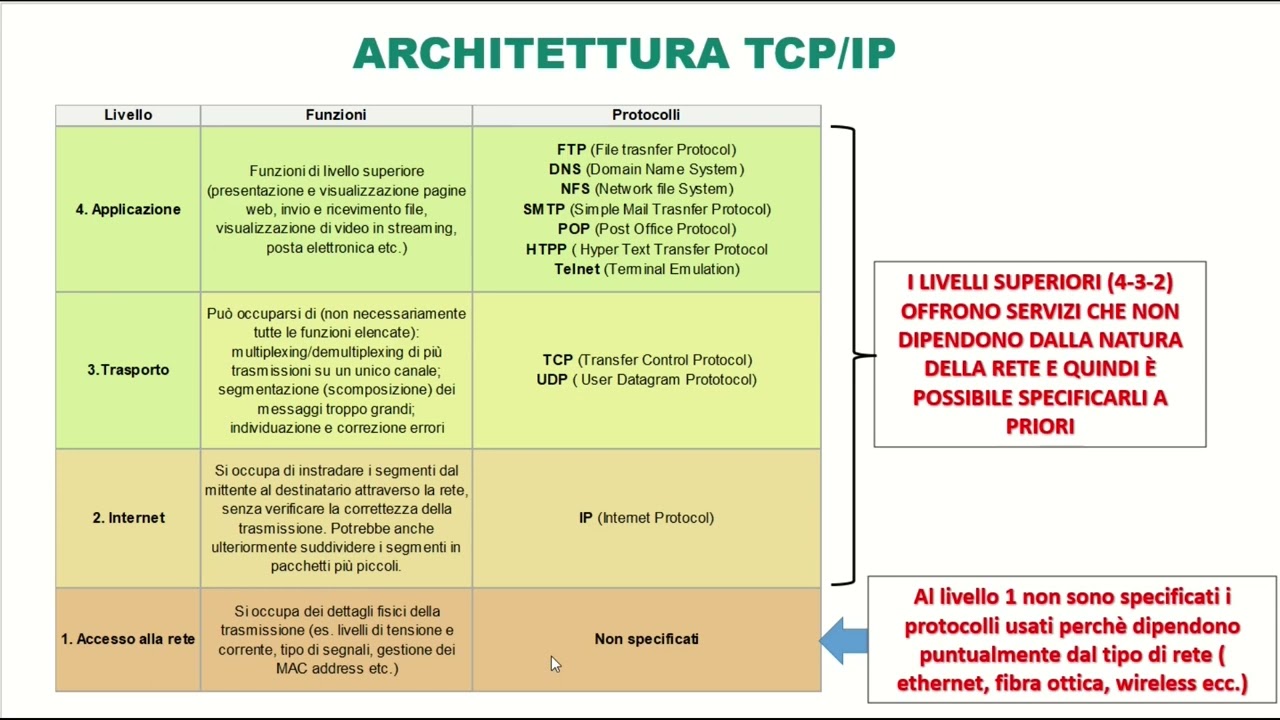 ARCHITETTURA TCP/IP
Livello
Funzioni
Protocolli
4. Applicazione
Funzioni di livello superiore
(presentazione e visualizzazione pagine
web, invio e ricevimento file,
visualizzazione di video in streaming,
posta elettronica etc.)
FTP (File trasnfer Protocol)
DNS (Domain Name System)
NFS (Network file System)
SMTP (Simple Mail Trasnfer Protocol)
POP (Post Office Protocol)
HTPP ( Hyper Text Transfer Protocol
Telnet (Terminal Emulation)
3.Trasporto
Può occuparsi di (non necessariamente
tutte le funzioni elencate):
multiplexing/demultiplexing di più
trasmissioni su un unico canale;
segmentazione (scomposizione) dei
messaggi troppo grandi;
individuazione e correzione errori
TCP (Transfer Control Protocol)
UDP ( User Datagram Prototocol)
2. Internet
Si occupa di instradare i segmenti dal
mittente al destinatario attraverso la rete,
senza verificare la correttezza della
trasmissione. Potrebbe anche
ulteriormente suddividere i segmenti in
pacchetti più piccoli.
IP (Internet Protocol)
1. Accesso alla rete
Si occupa dei dettagli fisici della
trasmissione (es. livelli di tensione e
corrente, tipo di segnali, gestione dei
MAC address etc.)
Non specificati
I LIVELLI SUPERIORI (4-3-2)
OFFRONO SERVIZI CHE NON
DIPENDONO DALLA NATURA
DELLA RETE E QUINDI È
POSSIBILE SPECIFICARLI A
PRIORI
Al livello 1 non sono specificati i
protocolli usati perchè dipendono
puntualmente dal tipo di rete (
ethernet, fibra ottica, wireless ecc.)